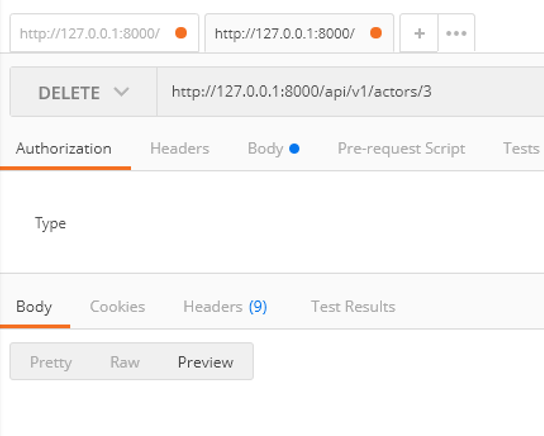 http://127.0.0.1:8000/ http://127.0.0.1:8000/ + •••
DELETE http://127.0.0.1:8000/api/v1/actors/3
Authorization Headers Body Pre-request Script Tests
Type
Body Cookies Headers (9) Test Results
Pretty Raw Preview